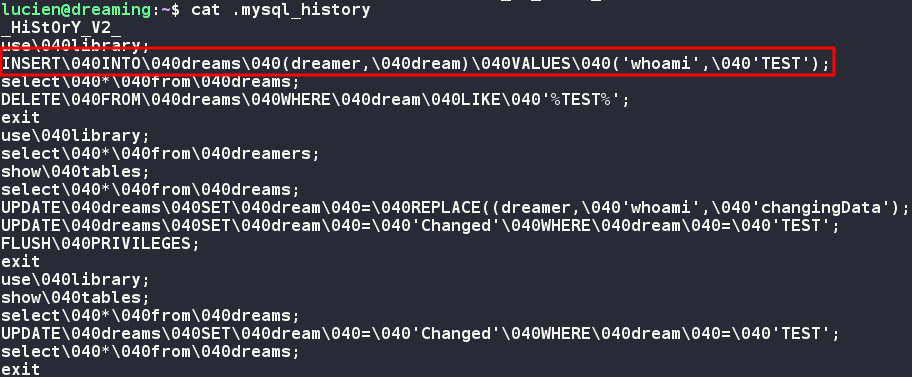 lucien@dreaming:~$ cat .mysql_history
_HiStOrY_V2_
use\040library;
INSERT\040INTO\040dreams\040(dreamer,\040dream)\040VALUES\040('whoami',\040'TEST');
select\040*\040from\040dreams;
DELETE\040FROM\040dreams\040WHERE\040dream\040LIKE\040'%TEST%';
exit
use\040library;
select\040*\040from\040dreamers;
show\040tables;
select\040*\040from\040dreams;
UPDATE\040dreams\040SET\040dream\040=\040REPLACE((dreamer,\040'whoami',\040'changingData');
UPDATE\040dreams\040SET\040dream\040=\040'Changed'\040WHERE\040dream\040=\040'TEST';
FLUSH\040PRIVILEGES;
exit
use\040library;
show\040tables;
select\040*\040from\040dreams;
UPDATE\040dreams\040SET\040dream\040=\040'Changed'\040WHERE\040dream\040=\040'TEST';
select\040*\040from\040dreams;
exit